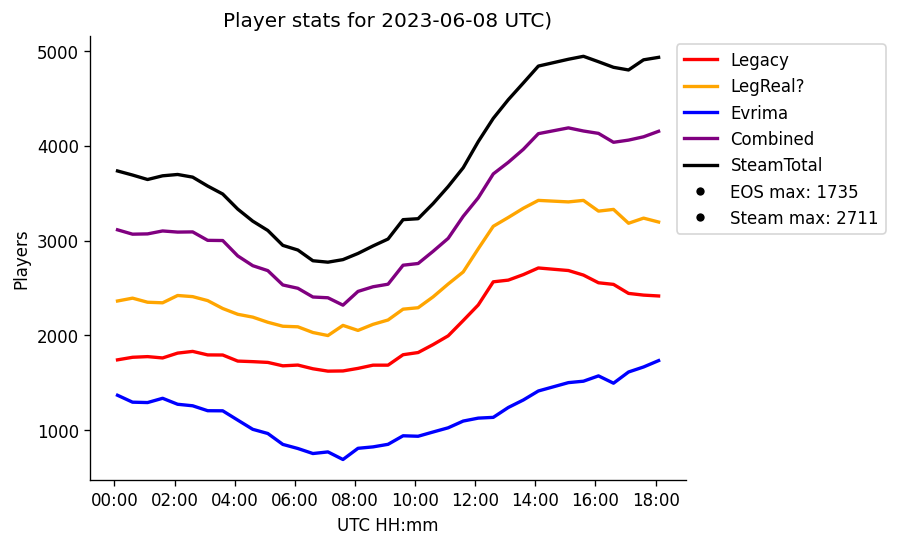 Player stats for 2023-06-08 UTC)
5000
4000
3000
2000
1000
Players
00:00 02:00 04:00 06:00 08:00 10:00 12:00 14:00 16:00 18:00
UTC HH:mm
Legacy
LegReal?
Evrima
Combined
SteamTotal
EOS max: 1735
Steam max: 2711